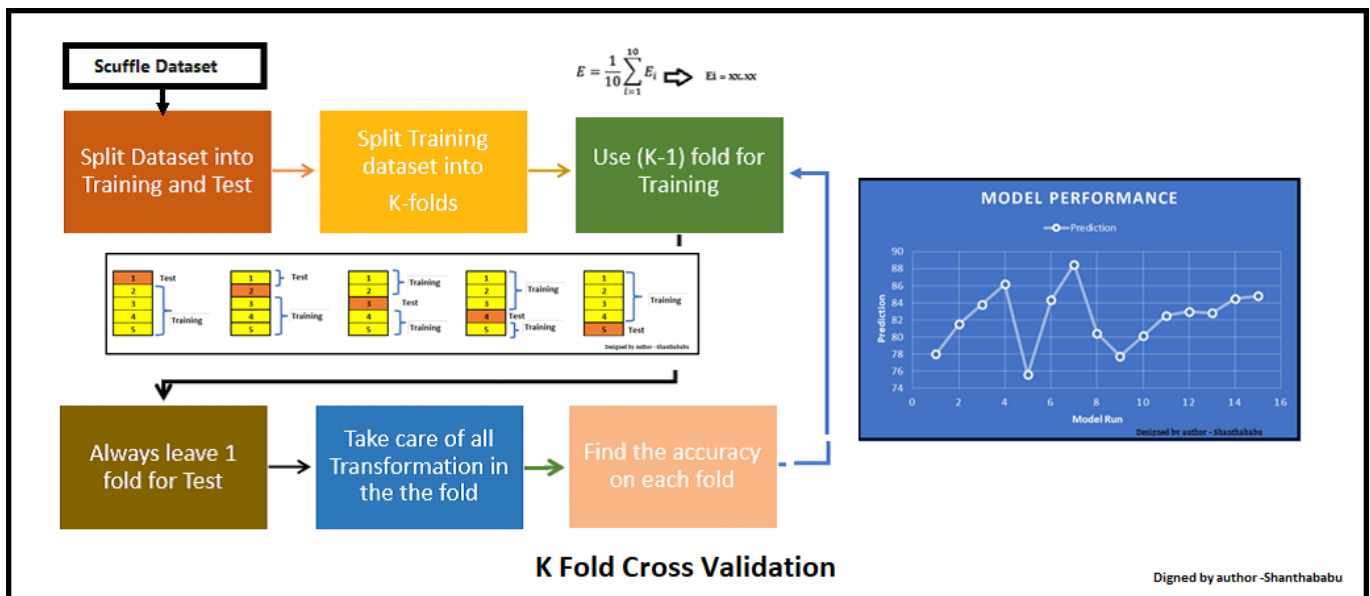 Scuffle Dataset
E = 1/10 10∑i=1 Ei
Ei = xx.xx
Split Dataset into
Training and Test
Split Training
dataset into
K-folds
Use (K-1) fold for
Training
1
2
3
4
5
Test
Training
1
2
3
4
5
Test
Training
1
2
3
4
5
Training
Test
Training
1
2
3
4
5
Training
Test
Training
1
2
3
4
5
Training
Test
Designed by author - Shanthababu
Always leave 1
fold for Test
Take care of all
Transformation in
the the fold
Find the accuracy
on each fold
MODEL PERFORMANCE
Prediction
90
88
86
84
82
80
78
76
74
Prediction
0 2 4 6 8 10 12 14 16
Model Run
Designed by author - Shanthababu
K Fold Cross Validation
Digned by author -Shanthababu